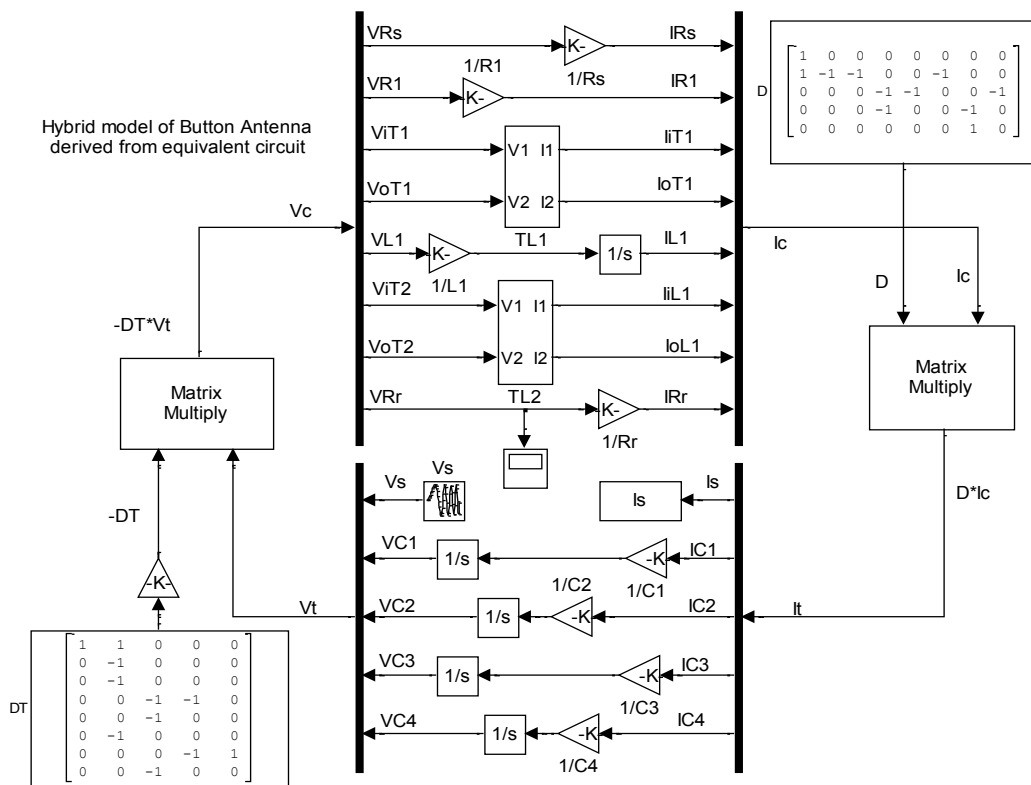 Hybrid model of Button Antenna
derived from equivalent circuit
VRs
K-
1/Rs
IRs
VR1
K-
1/R1
IR1
ViT1
V1 I1
IiT1
VoT1
V2 I2
IoT1
VL1
K-
1/L1
TL1
1/s
IL1
ViT2
V1 I1
IiL1
VoT2
V2 I2
IoL1
VRr
TL2
K-
1/Rr
IRr
D
1 0 0 0 0 0 0 0
1 -1 -1 0 0 -1 0 0
0 0 0 -1 -1 0 0 -1
0 0 0 -1 0 0 -1 0
0 0 0 0 0 0 1 0
Vc
Ic
D
Ic
-DT*Vt
Matrix
Multiply
Matrix
Multiply
D*Ic
-DT
-K-
Vt
It
Vs
Vs
Is
Is
VC1
1/s
-K
1/C1
IC1
VC2
1/s
1/C2
-K
IC2
VC3
1/s
-K
1/C3
IC3
VC4
1/s
-K
1/C4
IC4
DT
1 1 0 0 0
0 -1 0 0 0
0 -1 0 0 0
0 0 -1 -1 0
0 0 -1 0 0
0 -1 0 0 0
0 0 0 -1 1
0 0 -1 0 0